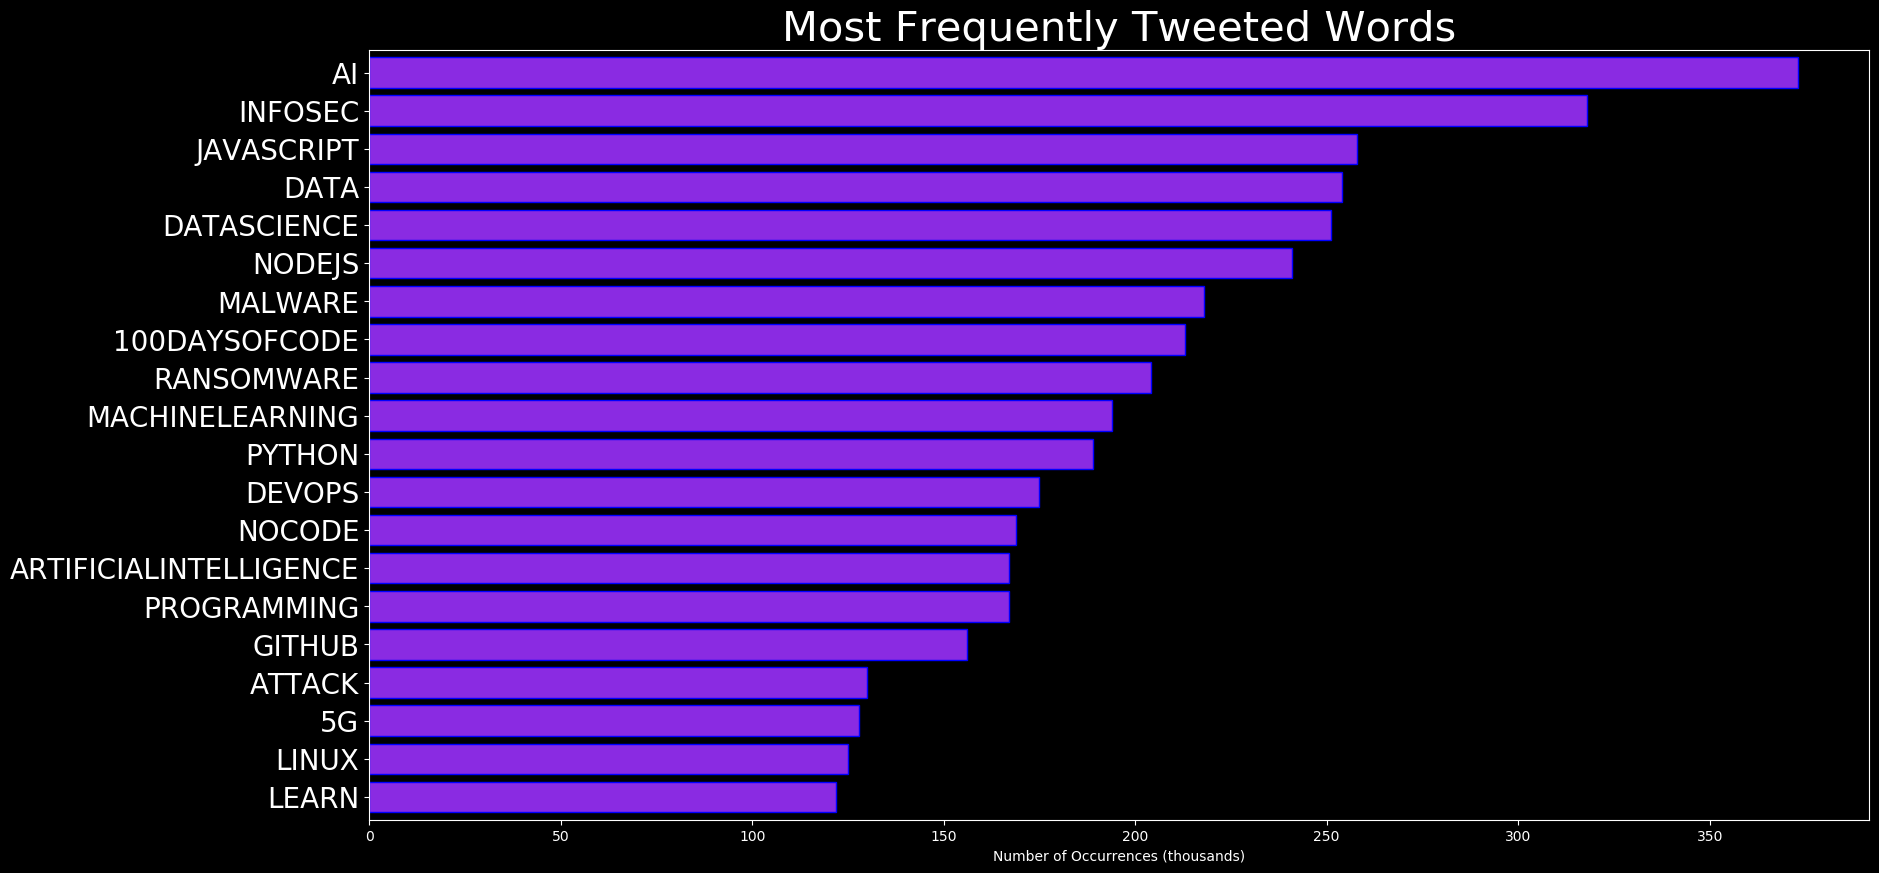 Most Frequently Tweeted Words
AI
INFOSEC
JAVASCRIPT
DATA
DATASCIENCE
NODEJS
MALWARE
100DAYSOFCODE
RANSOMWARE
MACHINELEARNING
PYTHON
DEVOPS
NOCODE
ARTIFICIALINTELLIGENCE
PROGRAMMING
GITHUB
ATTACK
5G
LINUX
LEARN
0 50 100 150 200 250 300 350
Number of Occurrences (thousands)